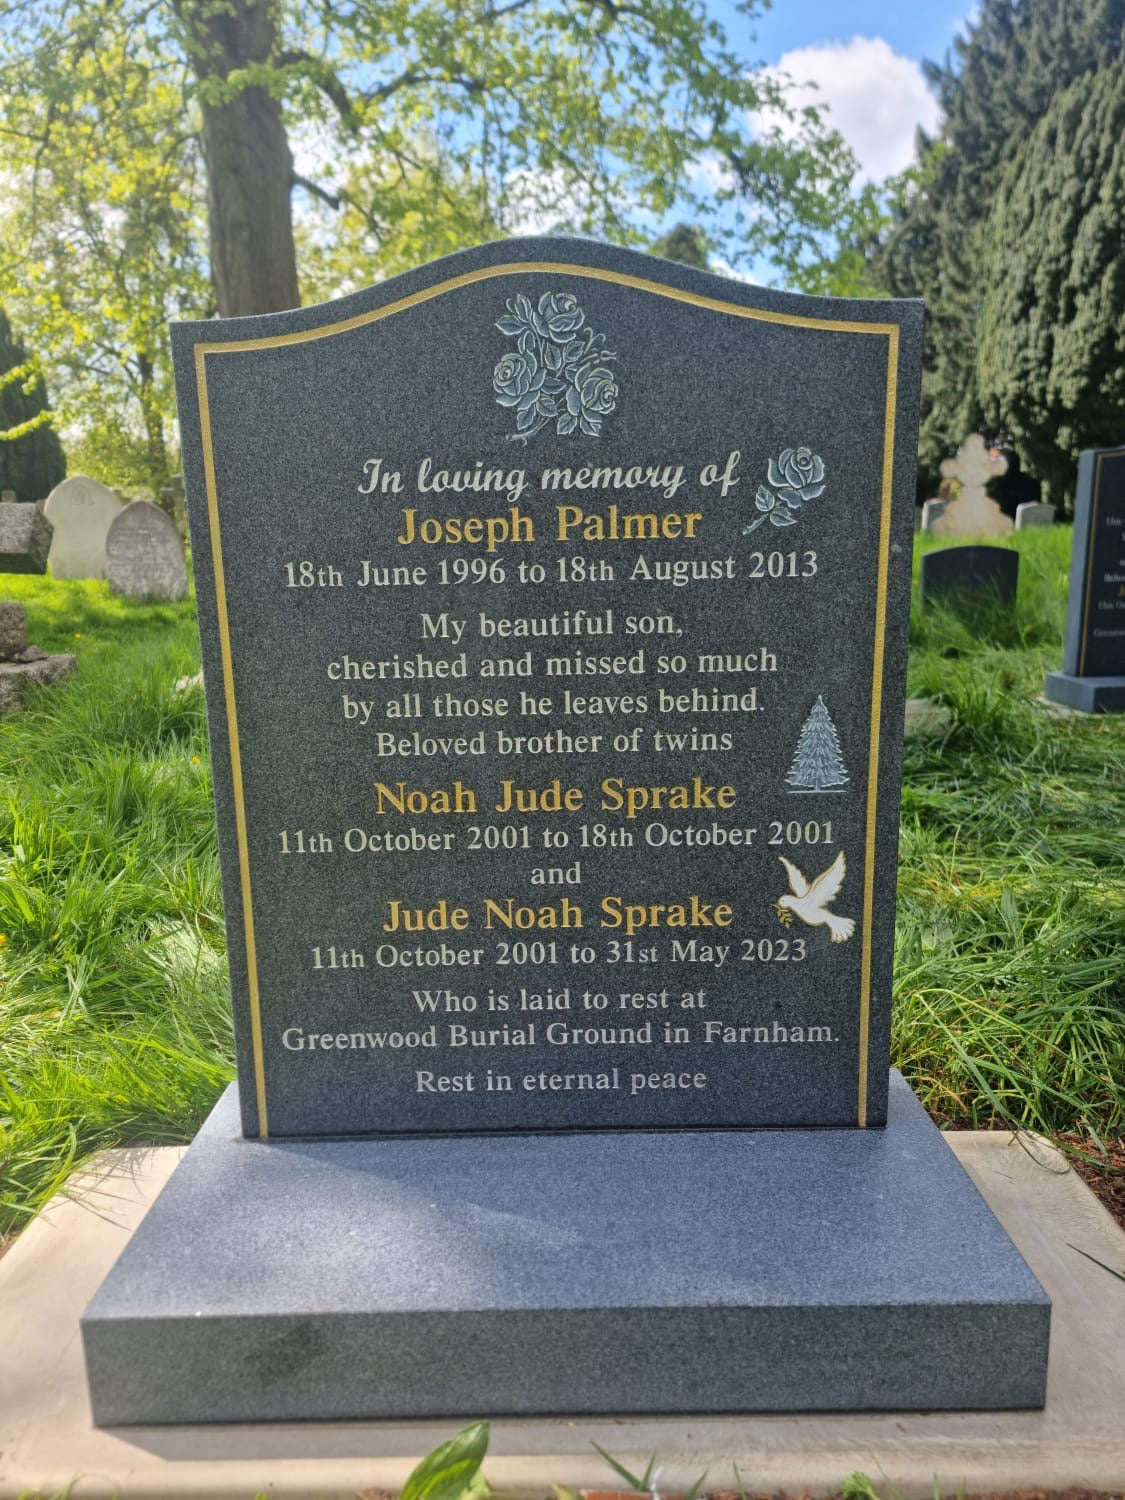 In loving memory of
Joseph Palmer
18th June 1996 to 18th August 2013
My beautiful son,
cherished and missed so much
by all those he leaves behind.
Beloved brother of twins
Noah Jude Sprake
11th October 2001 to 18th October 2001
and
Jude Noah Sprake
11th October 2001 to 31st May 2023
Who is laid to rest at
Greenwood Burial Ground in Farnham.
Rest in eternal peace